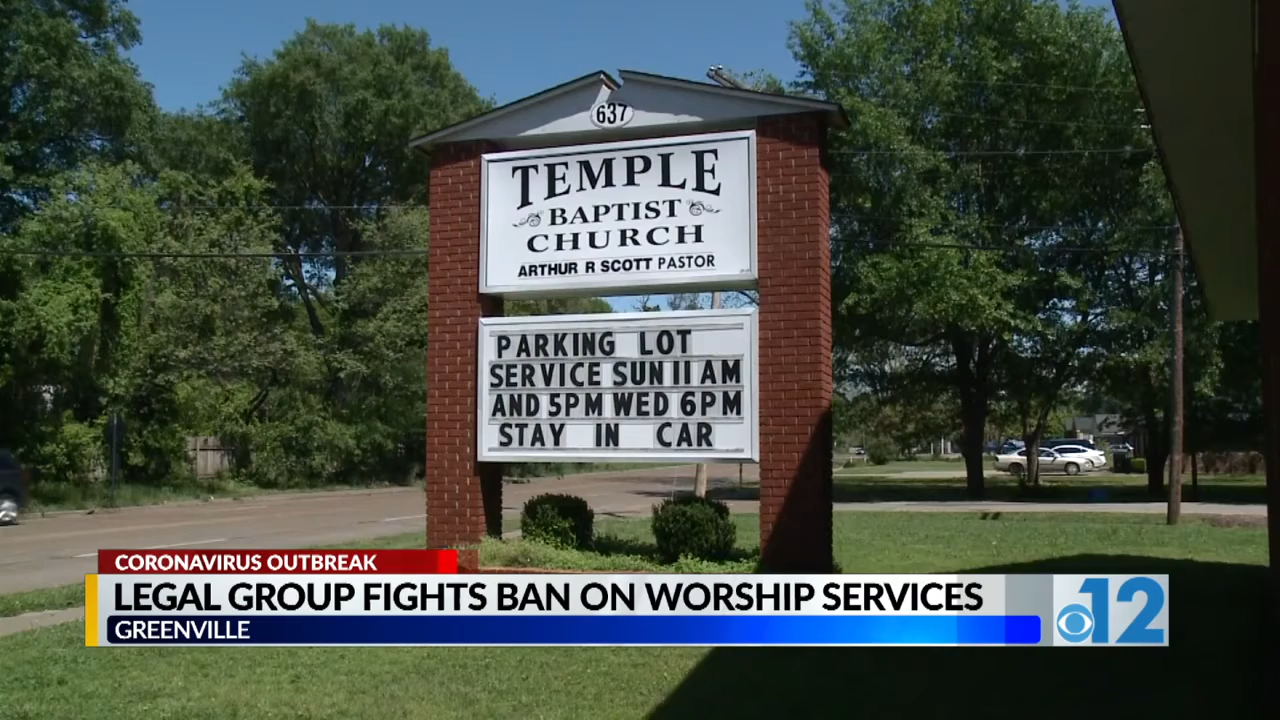 637
TEMPLE
BAPTIST
CHURCH
ARTHUR R SCOTT PASTOR
PARKING LOT
SERVICE SUN 11 AM
AND 5PM WED 6PM
STAY IN CAR
CORONAVIRUS OUTBREAK
LEGAL GROUP FIGHTS BAN ON WORSHIP SERVICES
12
GREENVILLE